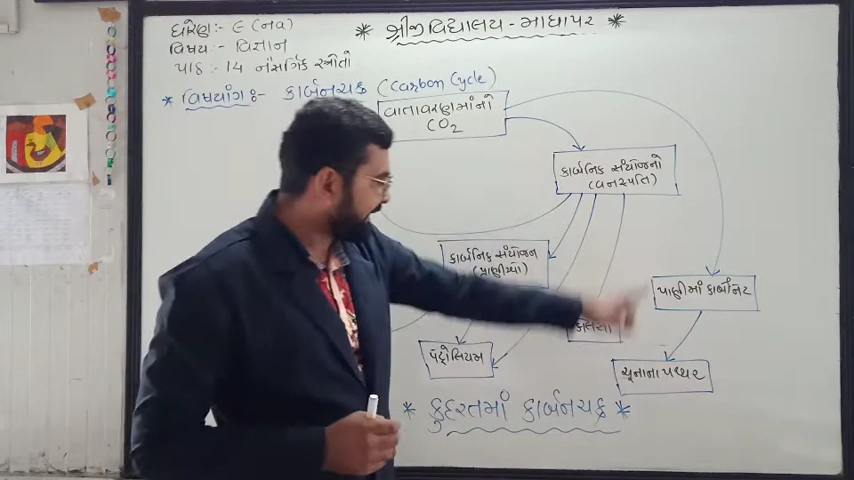 ધોરણ :- ૯ (નવ)
* શ્રીજી વિદ્યાલય - માધાપર *
વિષય :- વિજ્ઞાન
પાઠ :- 14 નૈસર્ગિક સ્ત્રોતો
* વિષયાંગ :- કાર્બનચક્ર (Carbon Cycle)
વાતાવરણમાંનો
CO2
કાર્બનિક સંયોજનો
(વનસ્પતિ)
કાર્બનિક સંયોજન
(પ્રાણીઓ)
પાણીમાં કાર્બોનેટ
કોલસો
પેટ્રોલિયમ
ચૂનાના પથ્થર
* કુદરતમાં કાર્બનચક્ર *